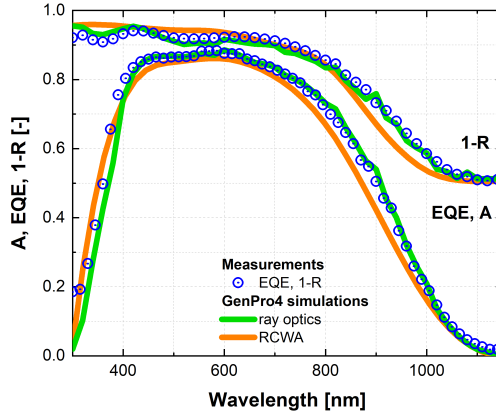 A, EQE, 1-R [-]
1.0
0.8
0.6
0.4
0.2
0.0
1-R
EQE, A
Measurements
EQE, 1-R
GenPro4 simulations
ray optics
RCWA
400 600 800 1000
Wavelength [nm]